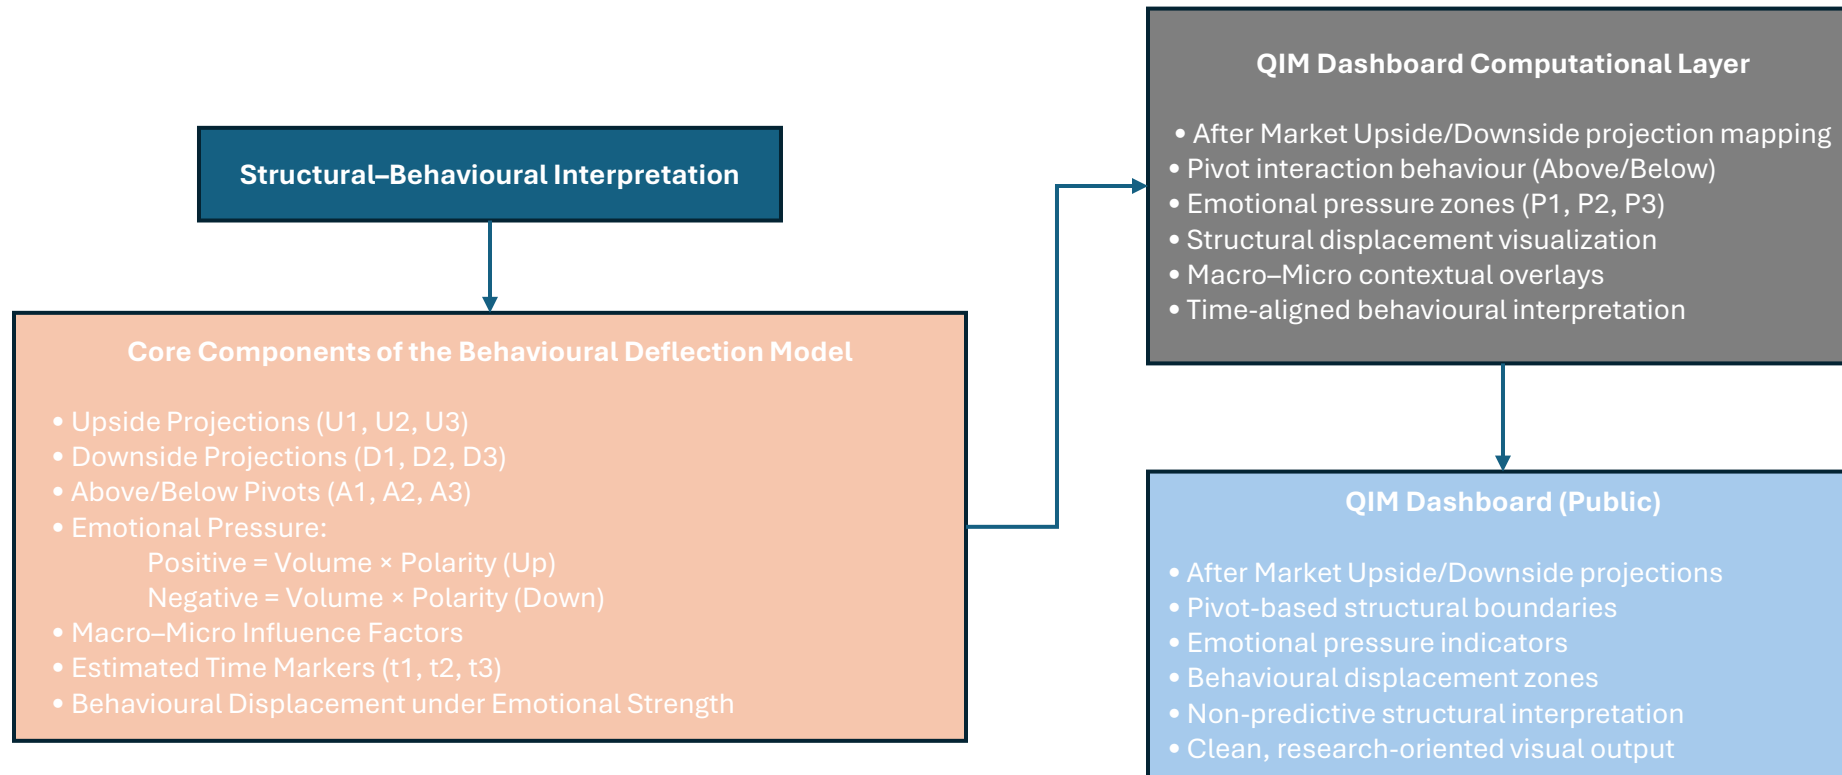 Structural–Behavioural Interpretation
Core Components of the Behavioural Deflection Model
• Upside Projections (U1, U2, U3)
• Downside Projections (D1, D2, D3)
• Above/Below Pivots (A1, A2, A3)
• Emotional Pressure:
Positive = Volume × Polarity (Up)
Negative = Volume × Polarity (Down)
• Macro–Micro Influence Factors
• Estimated Time Markers (t1, t2, t3)
• Behavioural Displacement under Emotional Strength
QIM Dashboard Computational Layer
• After Market Upside/Downside projection mapping
• Pivot interaction behaviour (Above/Below)
• Emotional pressure zones (P1, P2, P3)
• Structural displacement visualization
• Macro–Micro contextual overlays
• Time-aligned behavioural interpretation
QIM Dashboard (Public)
• After Market Upside/Downside projections
• Pivot-based structural boundaries
• Emotional pressure indicators
• Behavioural displacement zones
• Non-predictive structural interpretation
• Clean, research-oriented visual output